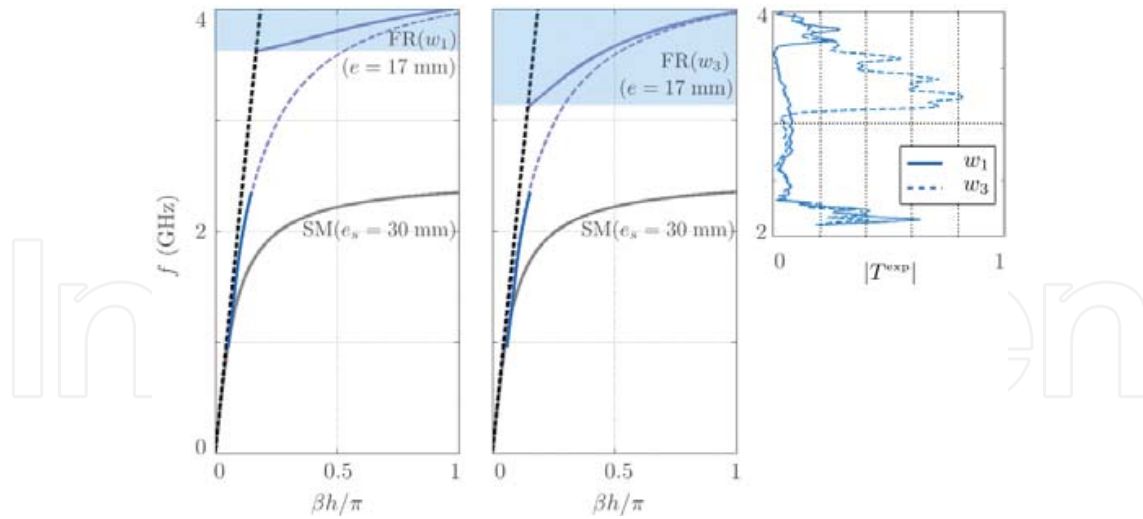 4
2
0
f (GHz)
FR(w₁)
(e = 17 mm)
SM(eₛ = 30 mm)
0
0.5
1
βh/π
FR(w₃)
(e = 17 mm)
SM(eₛ = 30 mm)
0
0.5
1
βh/π
4
3
2
w₁
w₃
0
1
|Tᵉˣᵖ|